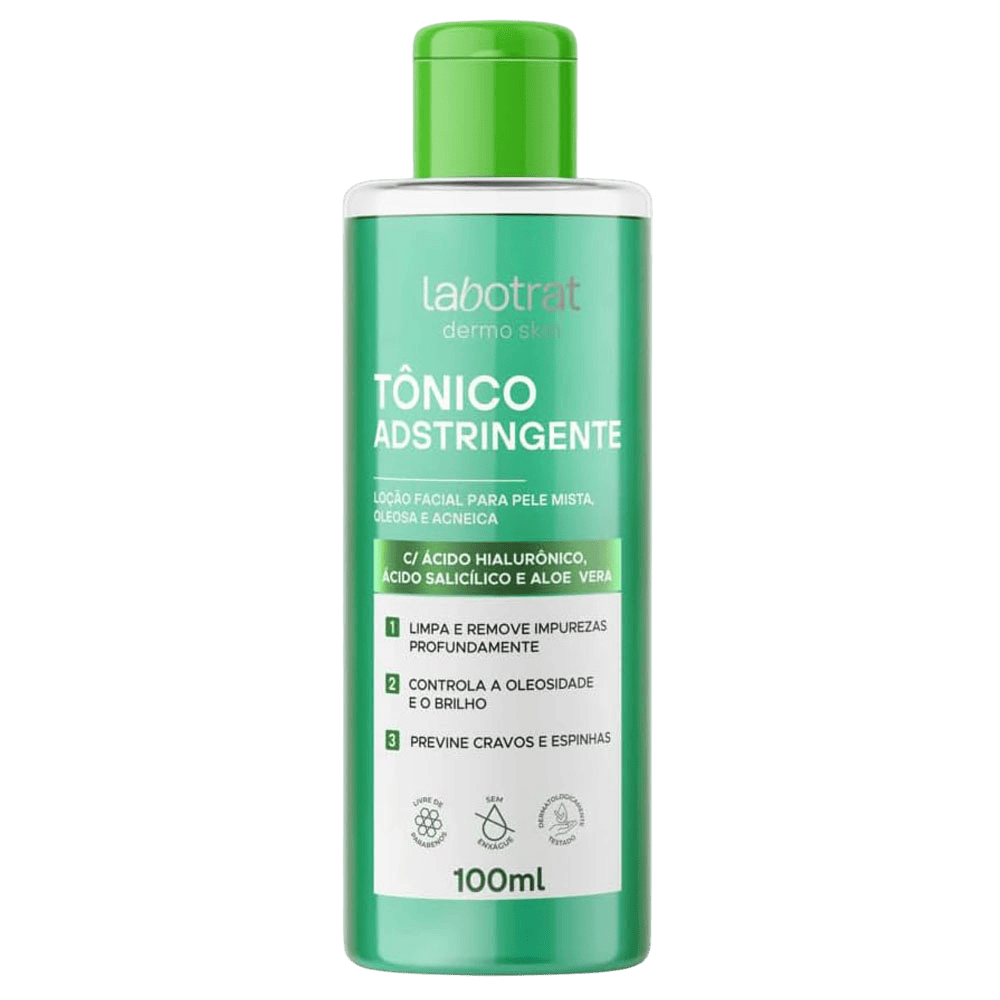 labotrat
dermo skin
TÔNICO
ADSTRINGENTE
LOÇÃO FACIAL PARA PELE MISTA,
OLEOSA E ACNEICA
C/ ÁCIDO HIALURÔNICO,
ÁCIDO SALICÍLICO E ALOE VERA
1 LIMPA E REMOVE IMPUREZAS
PROFUNDAMENTE
2 CONTROLA A OLEOSIDADE
E O BRILHO
3 PREVINE CRAVOS E ESPINHAS
LIVRE DE
PARABENOS
SEM
ENXÁGUE
DERMATOLOGICAMENTE
TESTADO
100ml